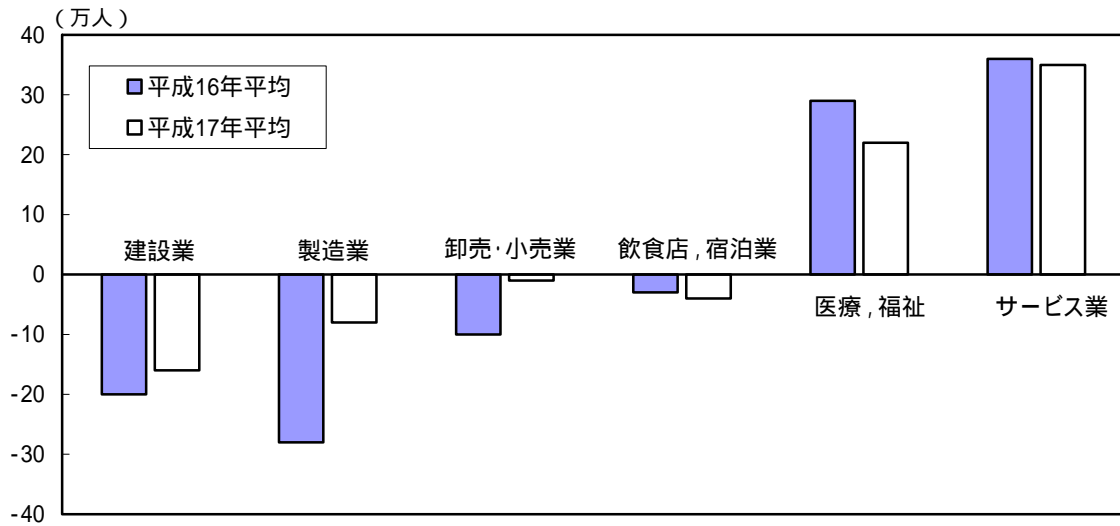 (万人)
40
30
20
10
0
-10
-20
-30
-40
平成16年平均
平成17年平均
建設業
製造業
卸売･小売業
飲食店 , 宿泊業
医療 , 福祉
サービス業